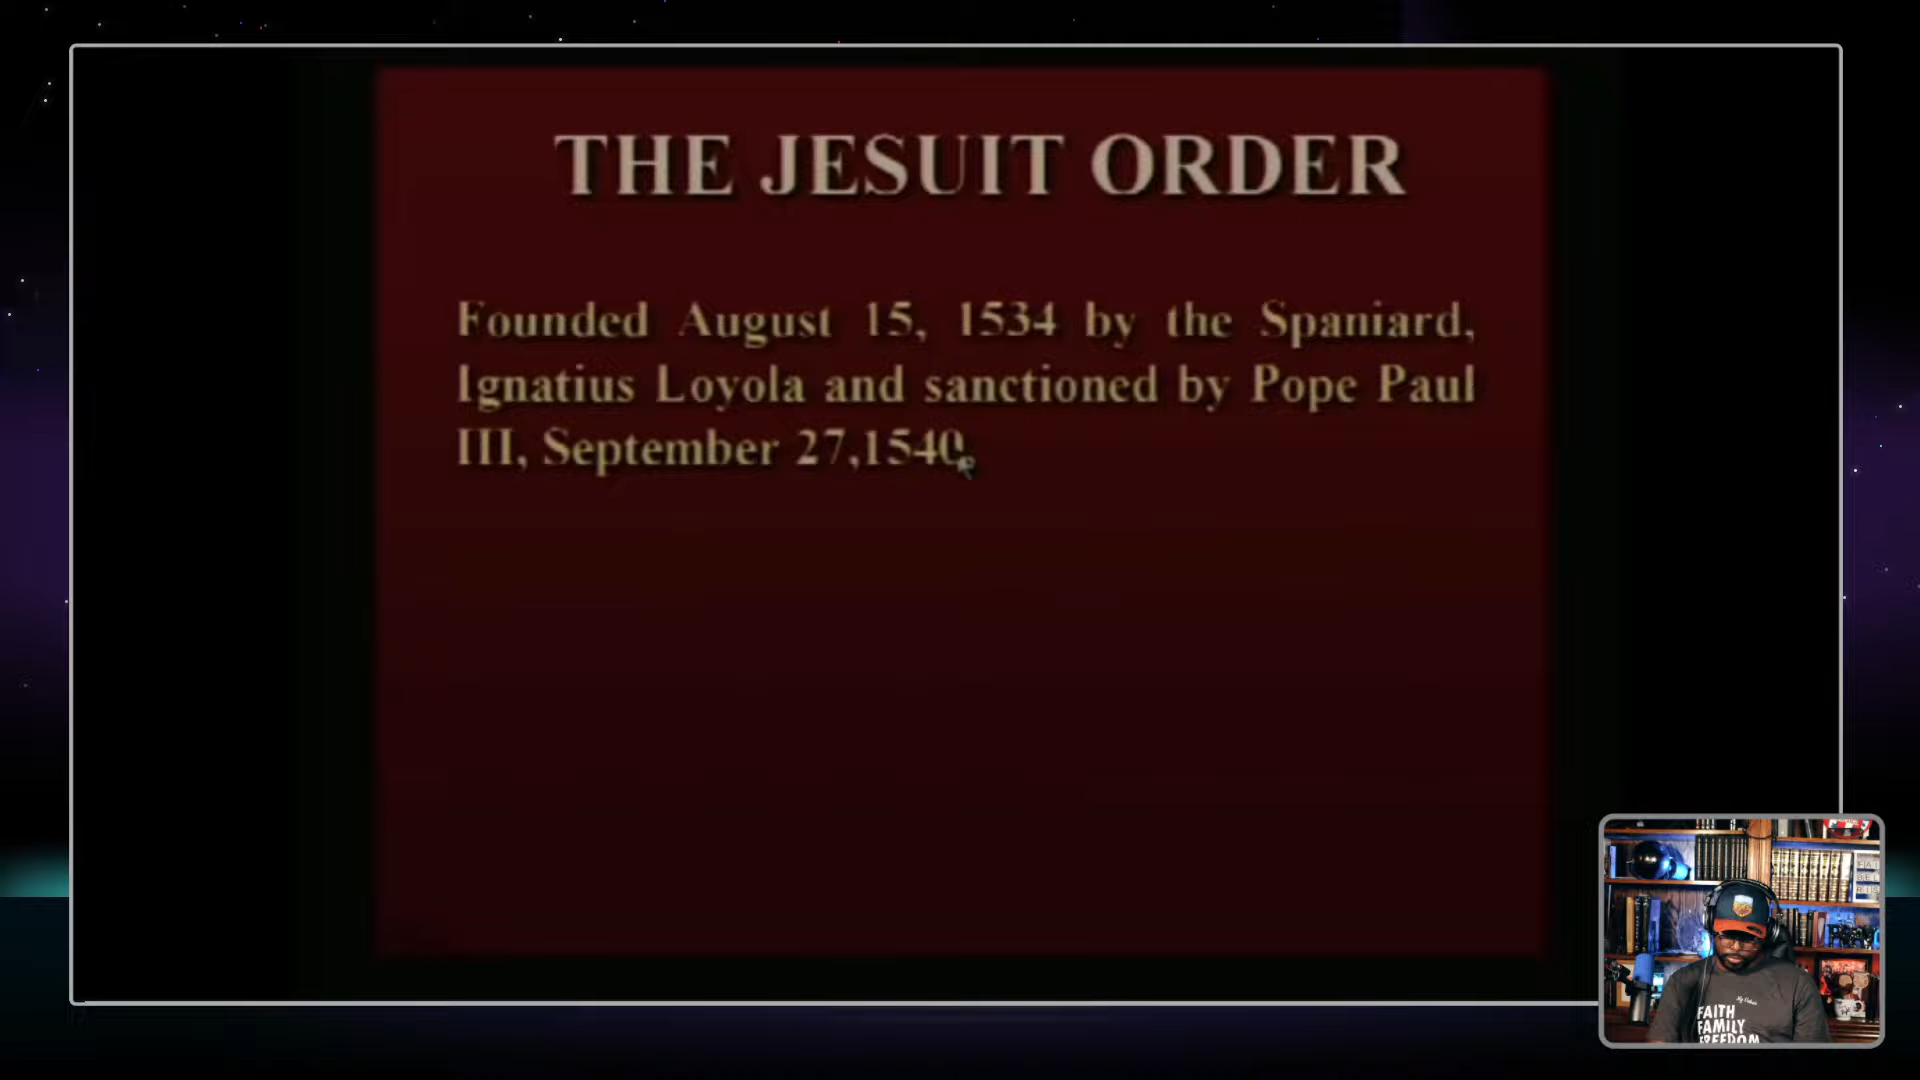 THE JESUIT ORDER
Founded August 15, 1534 by the Spaniard,
Ignatius Loyola and sanctioned by Pope Paul
III, September 27,1540.
FAITH
FAMILY
FREEDOM